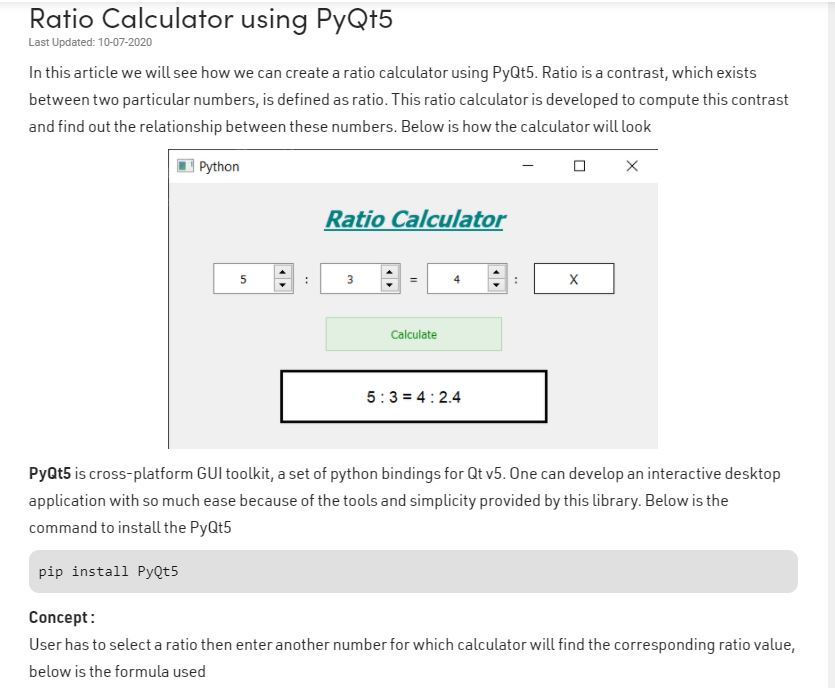 Ratio Calculator using PyQt5
Last Updated: 10-07-2020
In this article we will see how we can create a ratio calculator using PyQt5. Ratio is a contrast, which exists
between two particular numbers, is defined as ratio. This ratio calculator is developed to compute this contrast
and find out the relationship between these numbers. Below is how the calculator will look
Python
Ratio Calculator
5 : 3 = 4 : X
Calculate
5 : 3 = 4 : 2.4
PyQt5 is cross-platform GUI toolkit, a set of python bindings for Qt v5. One can develop an interactive desktop
application with so much ease because of the tools and simplicity provided by this library. Below is the
command to install the PyQt5
pip install PyQt5
Concept :
User has to select a ratio then enter another number for which calculator will find the corresponding ratio value,
below is the formula used